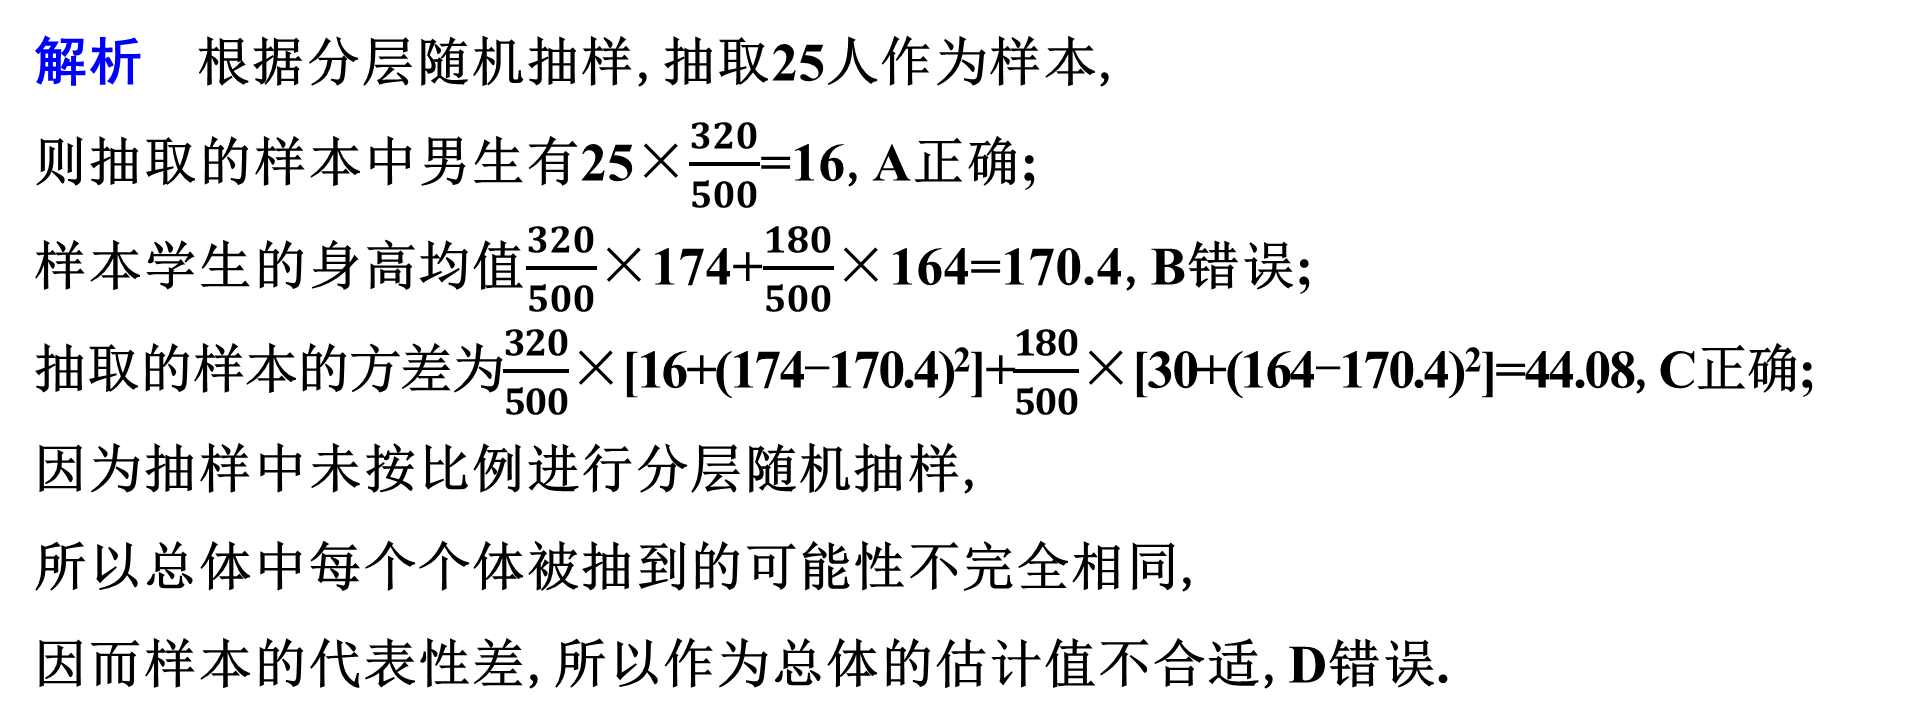 解析 根据分层随机抽样,抽取25人作为样本,
则抽取的样本中男生有25×320/500=16,A正确;
样本学生的身高均值320/500×174+180/500×164=170.4,B错误;
抽取的样本的方差为320/500×[16+(174−170.4)²]+180/500×[30+(164−170.4)²]=44.08,C正确;
因为抽样中未按比例进行分层随机抽样,
所以总体中每个个体被抽到的可能性不完全相同,
因而样本的代表性差,所以作为总体的估计值不合适,D错误.